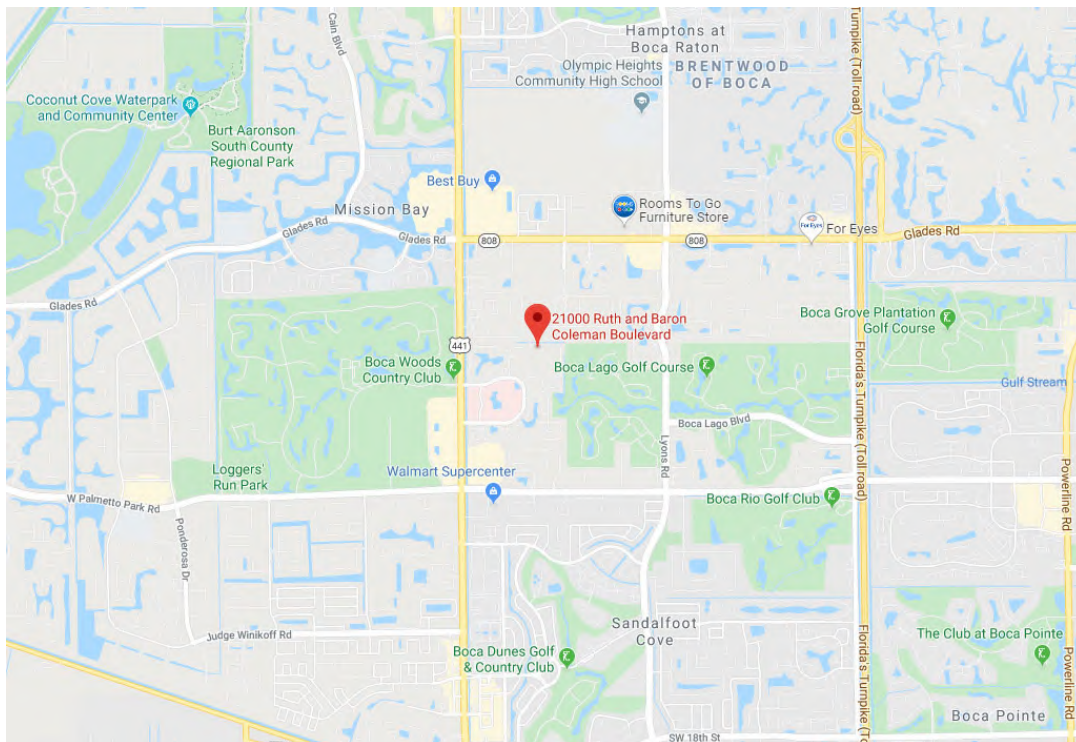 Cain Blvd
Hamptons at
Boca Raton
Turnpike (Toll road)
Olympic Heights
Community High School
BRENTWOOD
OF BOCA
Coconut Cove Waterpark
and Community Center
Burt Aaronson
South County
Regional Park
Best Buy
Mission Bay
Rooms To Go
Furniture Store
For Eyes
For Eyes
Glades Rd
Glades Rd
808
808
Glades Rd
Glades Rd
21000 Ruth and Baron
Coleman Boulevard
Boca Grove Plantation
Golf Course
441
Boca Woods
Country Club
Boca Lago Golf Course
Gulf Stream
Florida's Turnpike (Toll road)
Boca Lago Blvd
Lyons Rd
Loggers'
Run Park
Walmart Supercenter
Powerline Rd
W Palmetto Park Rd
Boca Rio Golf Club
Ponderosa Dr
Judge Winikoff Rd
Sandalfoot
Cove
Boca Dunes Golf
& Country Club
Florida's Turnpike (To
The Club at Boca Pointe
Powerline Rd
Boca Pointe
SW 18th St